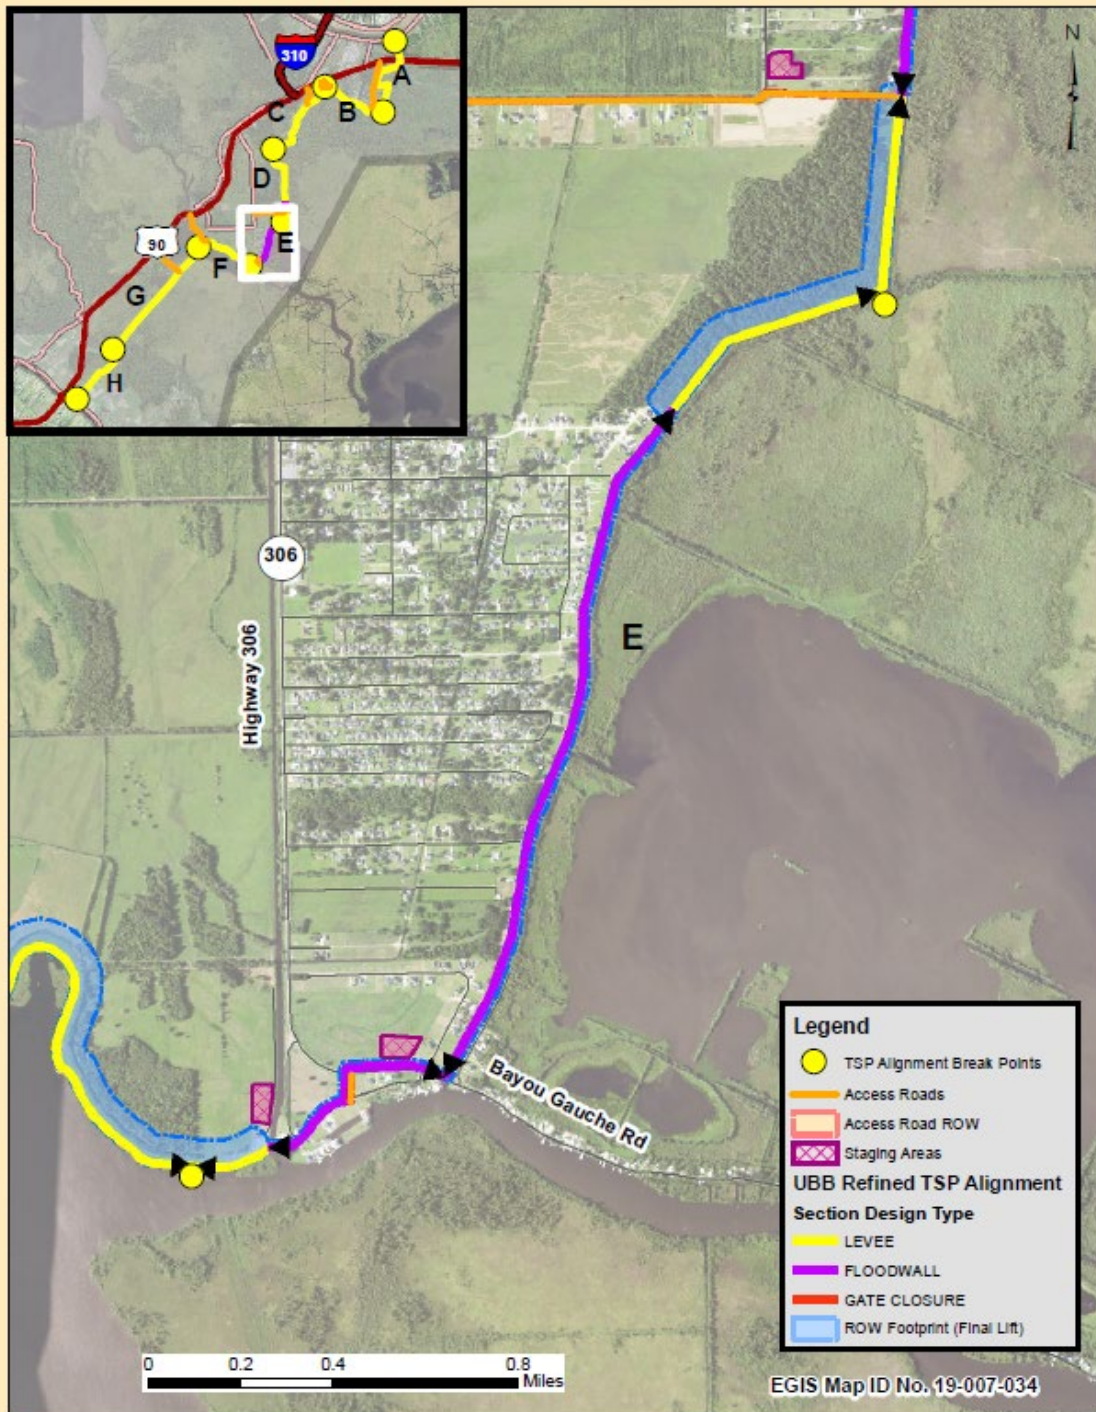 310
A
C
B
D
E
90
F
G
H
N
306
Highway 306
E
Bayou Gauche Rd
Legend
TSP Alignment Break Points
Access Roads
Access Road ROW
Staging Areas
UBB Refined TSP Alignment
Section Design Type
LEVEE
FLOODWALL
GATE CLOSURE
ROW Footprint (Final Lift)
0 0.2 0.4 0.8
Miles
EGIS Map ID No. 19-007-034